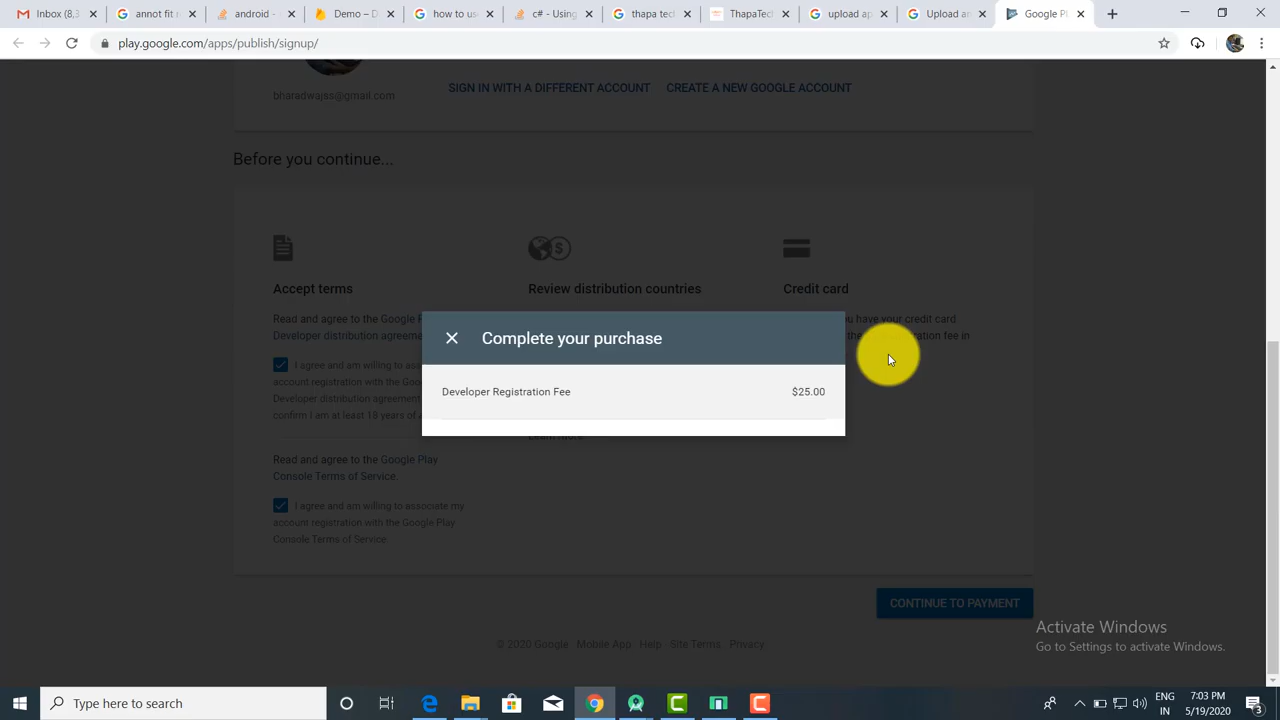 Inbox (3
annot fit r
android -
Demo – D
how to us
c# - Using
thapa tec
ThapaTech
upload ap
Upload an
Google Pl
play.google.com/apps/publish/signup/
bharadwajss@gmail.com
SIGN IN WITH A DIFFERENT ACCOUNT
CREATE A NEW GOOGLE ACCOUNT
Before you continue...
Accept terms
Review distribution countries
Credit card
Read and agree to the Google P
Developer distribution agreeme
I agree and am willing to associa
account registration with the Goog
Developer distribution agreement
confirm I am at least 18 years of a
you have your credit card
fee in
Complete your purchase
Developer Registration Fee
$25.00
Learn more
Read and agree to the Google Play
Console Terms of Service.
I agree and am willing to associate my
account registration with the Google Play
Console Terms of Service.
CONTINUE TO PAYMENT
© 2020 Google
Mobile App
Help
Site Terms
Privacy
Activate Windows
Go to Settings to activate Windows.
Type here to search
ENG
IN
7:03 PM
5/19/2020
3